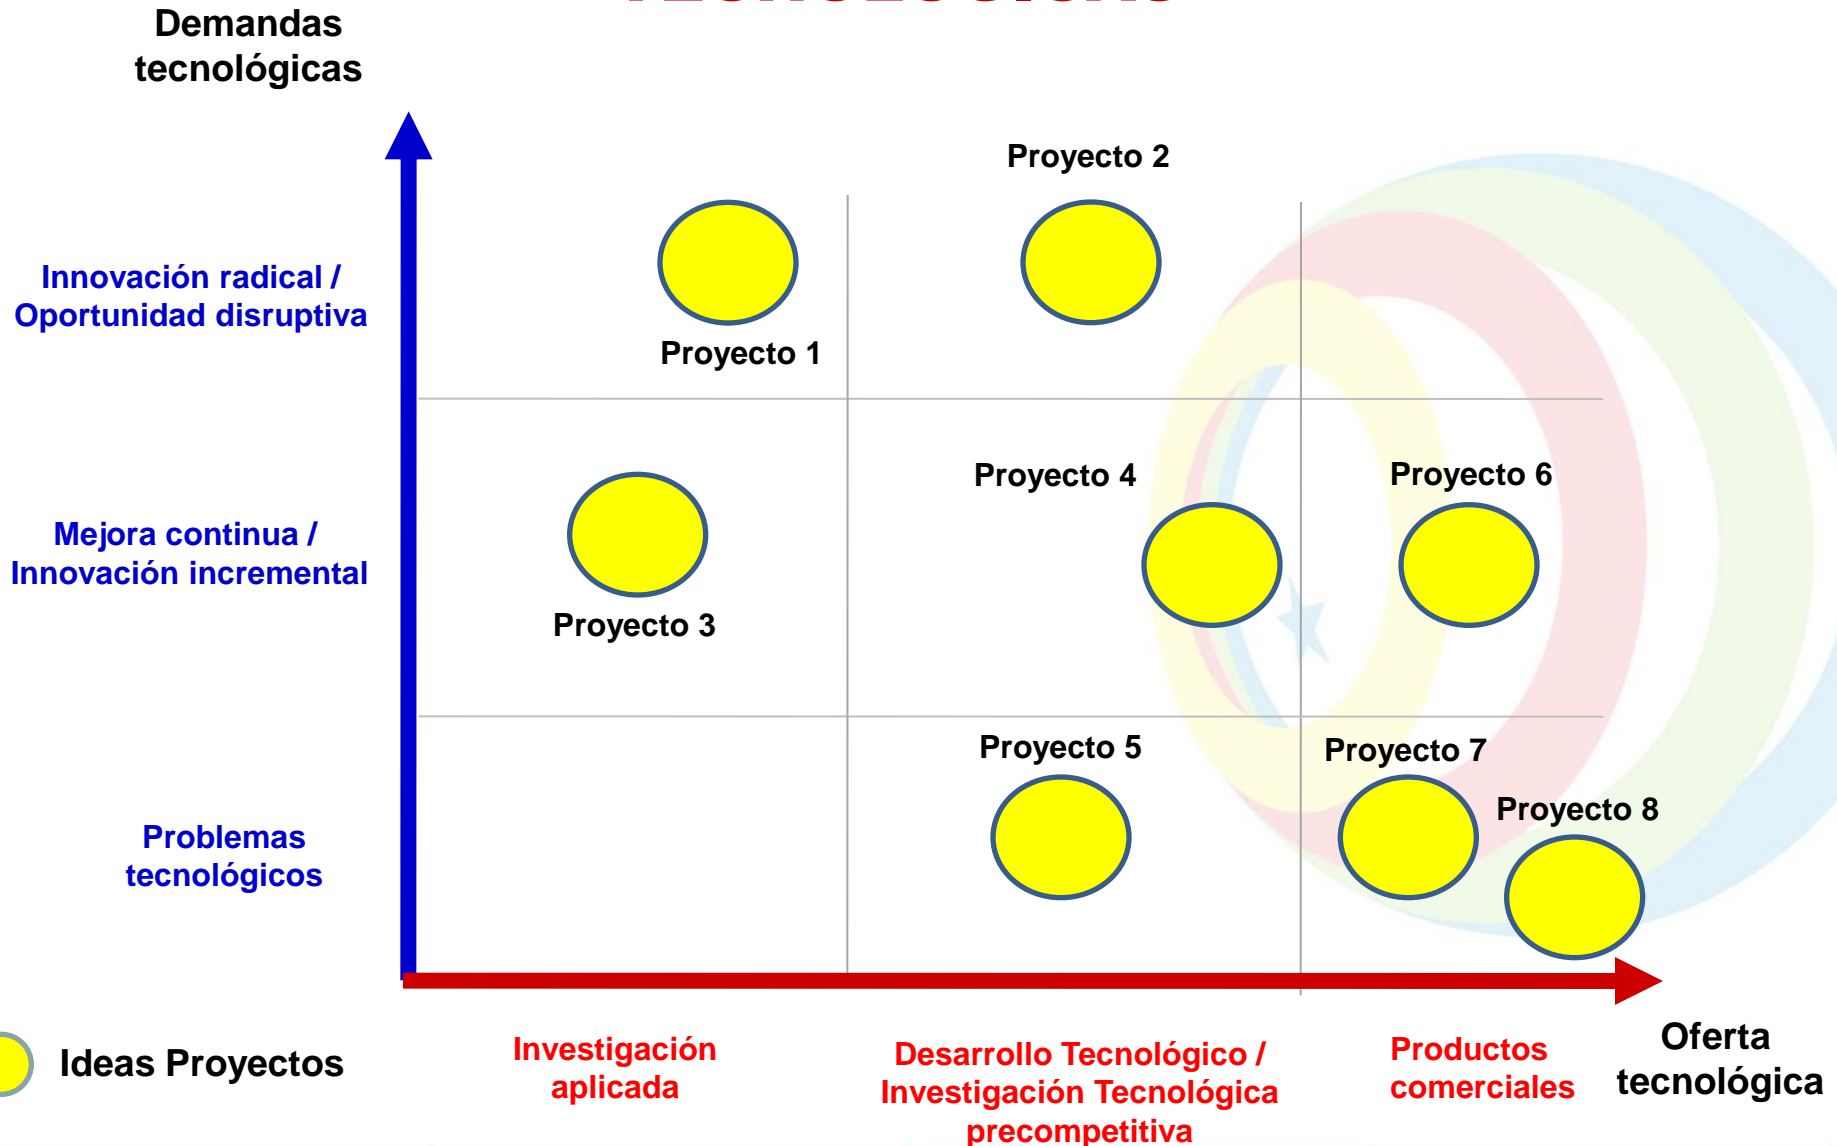 Demandas
tecnológicas
Proyecto 2
Innovación radical /
Oportunidad disruptiva
Proyecto 1
Proyecto 4
Proyecto 6
Mejora continua /
Innovación incremental
Proyecto 3
Proyecto 5
Proyecto 7
Proyecto 8
Problemas
tecnológicos
Ideas Proyectos
Investigación
aplicada
Desarrollo Tecnológico /
Investigación Tecnológica
precompetitiva
Productos
comerciales
Oferta
tecnológica